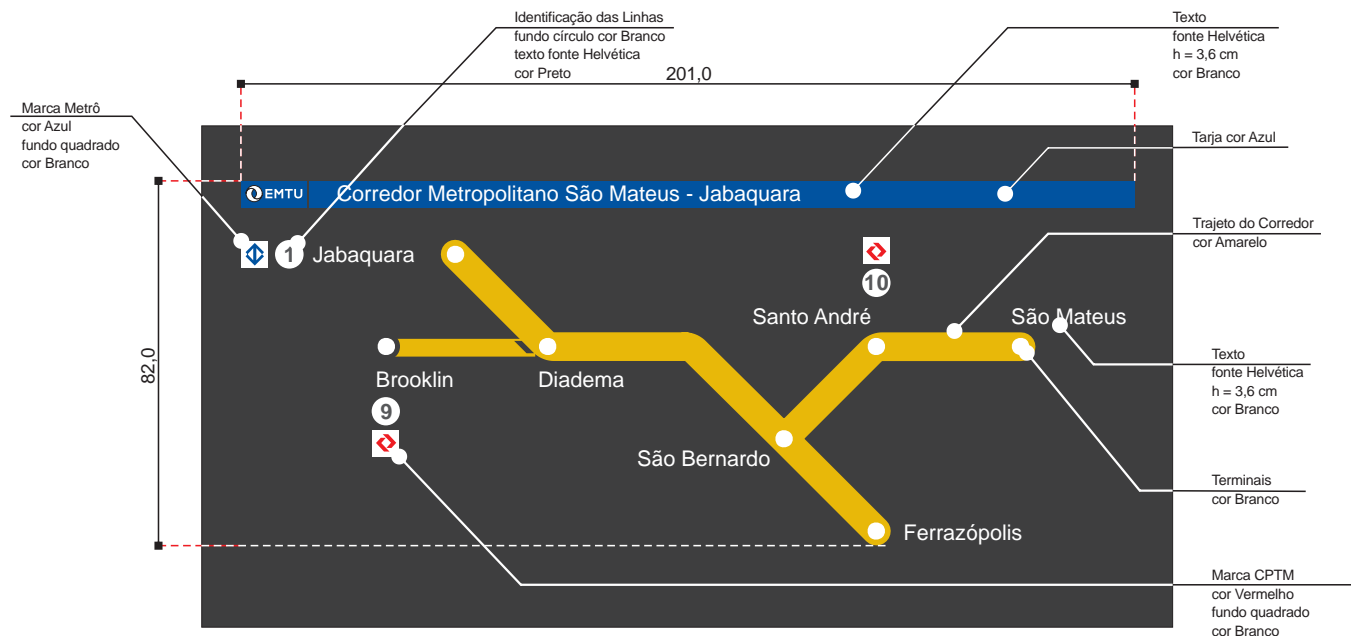 Identificação das Linhas
fundo círculo cor Branco
texto fonte Helvética
cor Preto
Texto
fonte Helvética
h = 3,6 cm
cor Branco
201,0
Marca Metrô
cor Azul
fundo quadrado
cor Branco
Tarja cor Azul
EMTU Corredor Metropolitano São Mateus - Jabaquara
Trajeto do Corredor
cor Amarelo
1 Jabaquara
10
Santo André
São Mateus
82,0
Brooklin
Diadema
Texto
fonte Helvética
h = 3,6 cm
cor Branco
9
São Bernardo
Terminais
cor Branco
Ferrazópolis
Marca CPTM
cor Vermelho
fundo quadrado
cor Branco